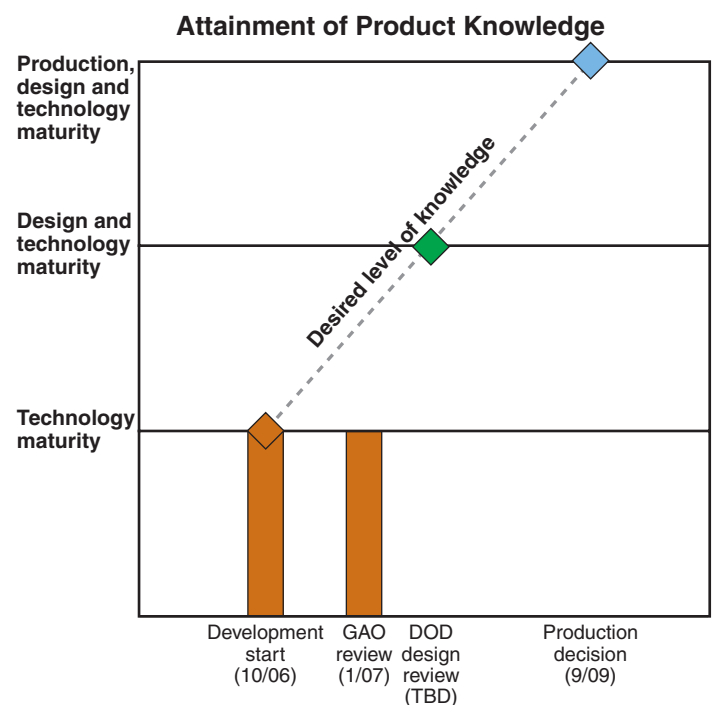 Attainment of Product Knowledge
Production,
design and
technology
maturity
Design and
technology
maturity
Technology
maturity
Desired level of knowledge
Development
start
(10/06)
GAO
review
(1/07)
DOD
design
review
(TBD)
Production
decision
(9/09)